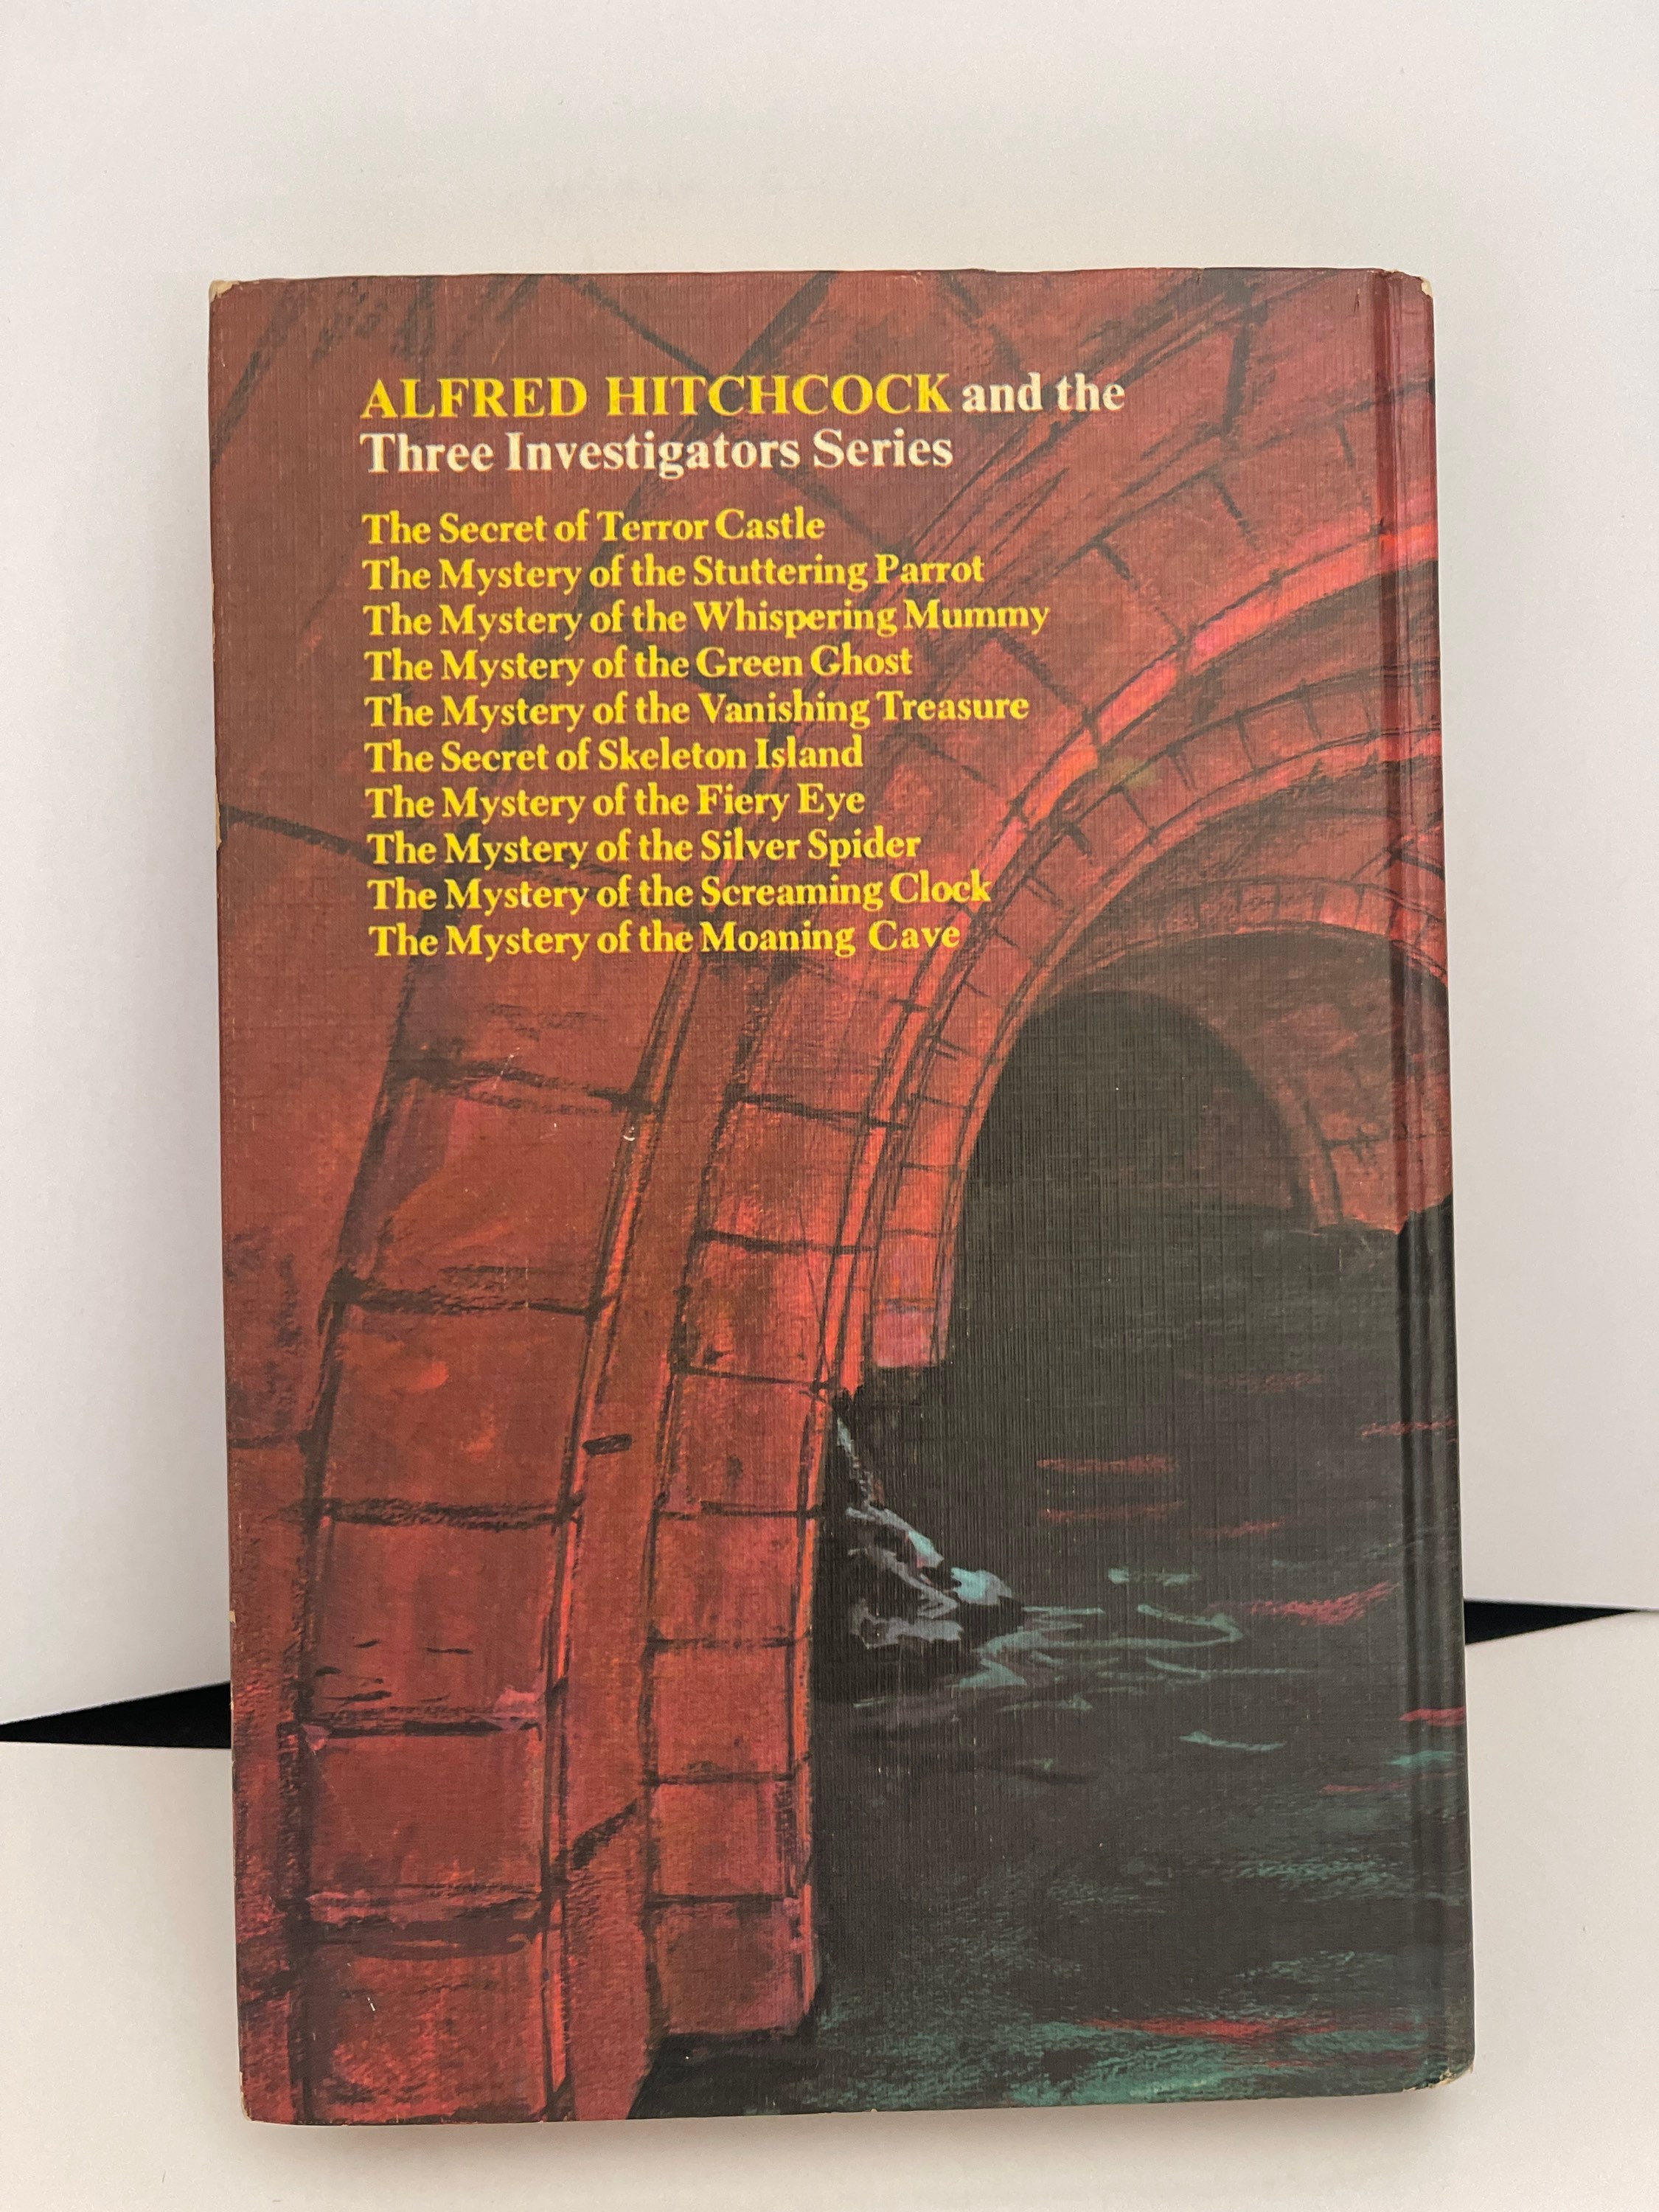 ALFRED HITCHCOCK and the
Three Investigators Series
The Secret of Terror Castle
The Mystery of the Stuttering Parrot
The Mystery of the Whispering Mummy
The Mystery of the Green Ghost
The Mystery of the Vanishing Treasure
The Secret of Skeleton Island
The Mystery of the Fiery Eye
The Mystery of the Silver Spider
The Mystery of the Screaming Clock
The Mystery of the Moaning Cave